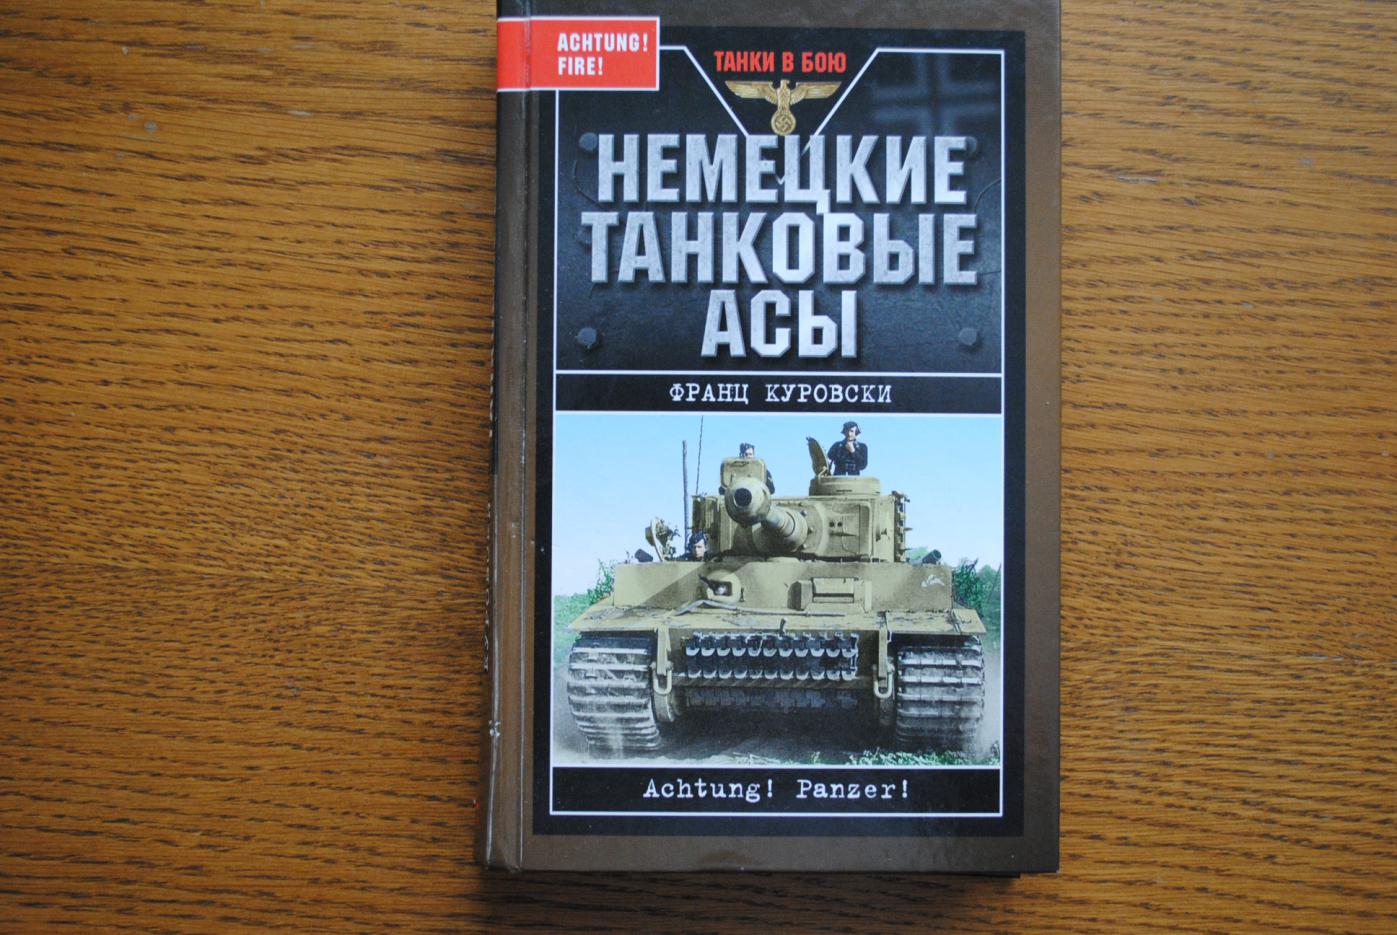 ACHTUNG!
FIRE!
ТАНКИ В БОЮ
НЕМЕЦКИЕ
ТАНКОВЫЕ
АСЫ
ФРАНЦ КУРОВСКИ
Achtung! Panzer!